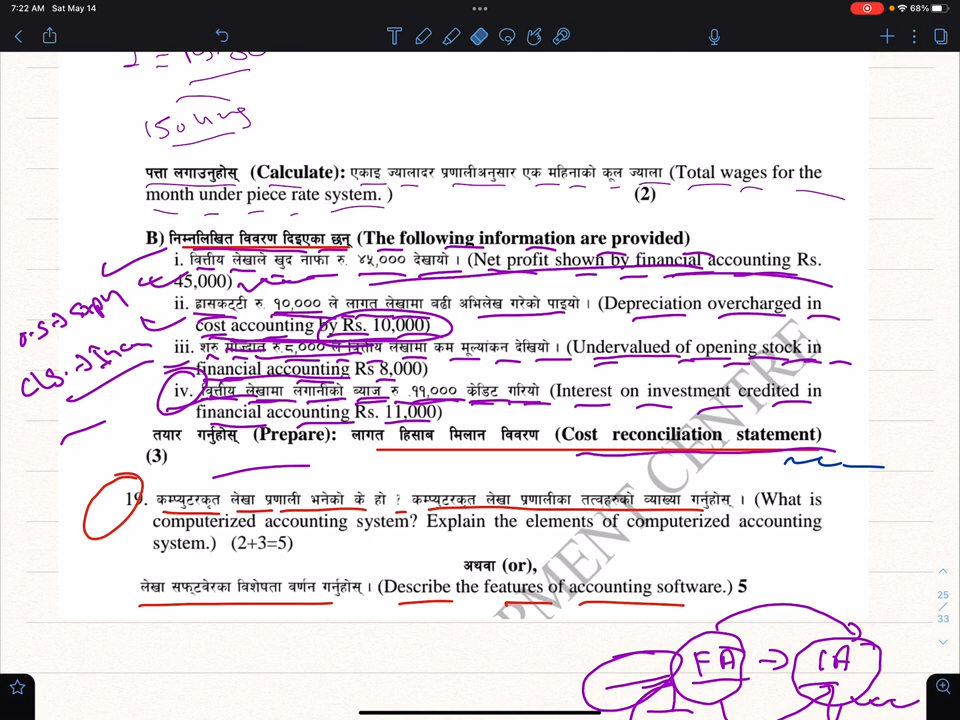 7:22 AM Sat May 14
68%
150
पत्ता लगाउनुहोस् (Calculate): एकाइ ज्यालादर प्रणालीअनुसार एक महिनाको कूल ज्याला (Total wages for the
month under piece rate system. ) (2)
B) निम्नलिखित विवरण दिइएका छन् (The following information are provided)
i. वित्तीय लेखाले खुद नाफा रु. ४५,००० देखायो । (Net profit shown by financial accounting Rs.
45,000)
ii. ह्रासकट्टी रु. १०,००० ले लागत लेखामा बढी अभिलेख गरेको पाइयो । (Depreciation overcharged in
cost accounting by Rs. 10,000)
iii. शुरु मौज्दात रु.८,००० ले वित्तीय लेखामा कम मूल्यांकन देखियो । (Undervalued of opening stock in
financial accounting Rs 8,000)
iv. वित्तीय लेखामा लगानीको ब्याज रु. ११,००० क्रेडिट गरियो । (Interest on investment credited in
financial accounting Rs. 11,000)
तयार गर्नुहोस् (Prepare): लागत हिसाब मिलान विवरण (Cost reconciliation statement)
(3)
19. कम्प्युटरकृत लेखा प्रणाली भनेको के हो ? कम्प्युटरकृत लेखा प्रणालीका तत्वहरुको व्याख्या गर्नुहोस् । (What is
computerized accounting system? Explain the elements of computerized accounting
system.) (2+3=5)
अथवा (or),
लेखा सफ्टवेरका विशेषता वर्णन गर्नुहोस् । (Describe the features of accounting software.) 5
PMENT CENTRE
25
/
33
FA → CA